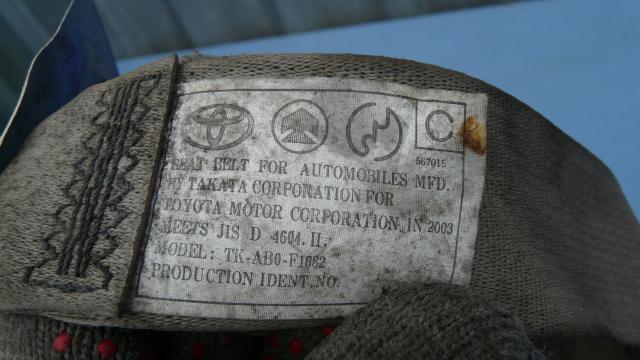 C
567015
SEAT BELT FOR AUTOMOBILES MFD.
BY TAKATA CORPORATION FOR
TOYOTA MOTOR CORPORATION IN 2003
MEETS JIS D 4604. II.
MODEL: TK-AB0-F1662
PRODUCTION IDENT. NO.